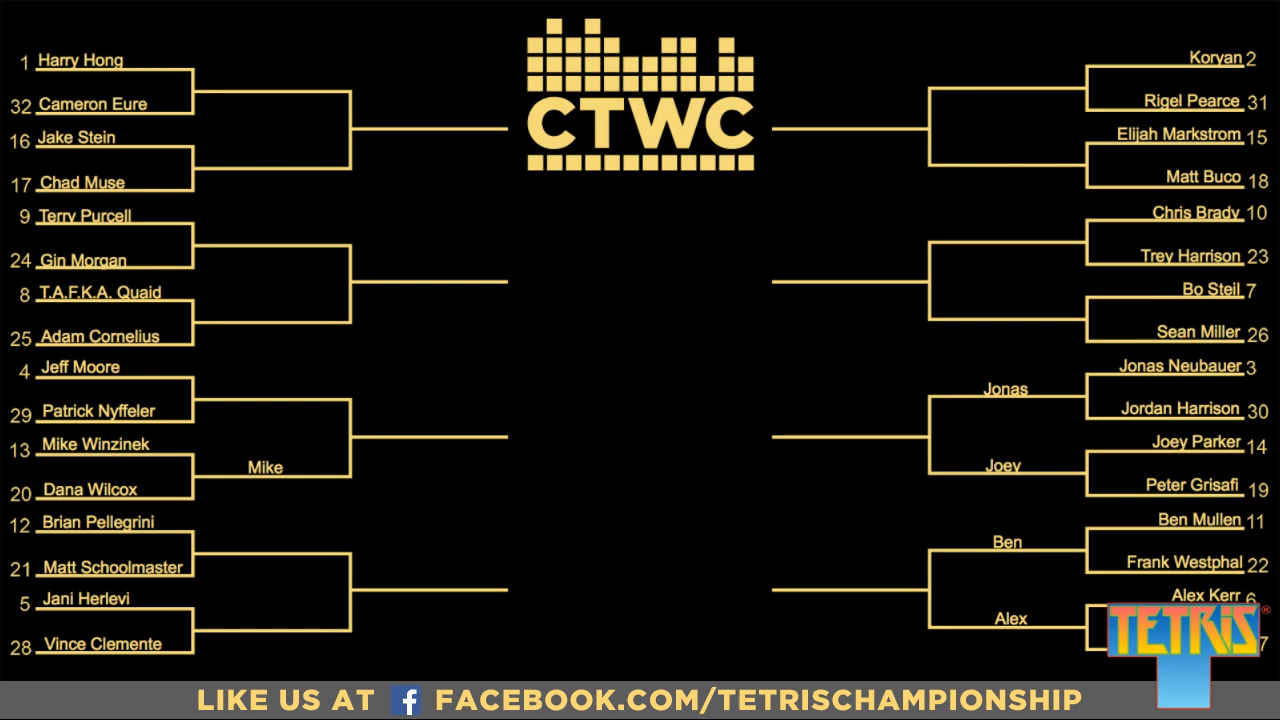 CTWC
1 Harry Hong
32 Cameron Eure
16 Jake Stein
17 Chad Muse
9 Terry Purcell
24 Gin Morgan
8 T.A.F.K.A. Quaid
25 Adam Cornelius
4 Jeff Moore
29 Patrick Nyffeler
13 Mike Winzinek
20 Dana Wilcox
12 Brian Pellegrini
21 Matt Schoolmaster
5 Jani Herlevi
28 Vince Clemente
Mike
Jonas
Joey
Ben
Alex
Koryan 2
Rigel Pearce 31
Elijah Markstrom 15
Matt Buco 18
Chris Brady 10
Trey Harrison 23
Bo Steil 7
Sean Miller 26
Jonas Neubauer 3
Jordan Harrison 30
Joey Parker 14
Peter Grisafi 19
Ben Mullen 11
Frank Westphal 22
Alex Kerr 6
7
TETRIS®
LIKE US AT f FACEBOOK.COM/TETRISCHAMPIONSHIP